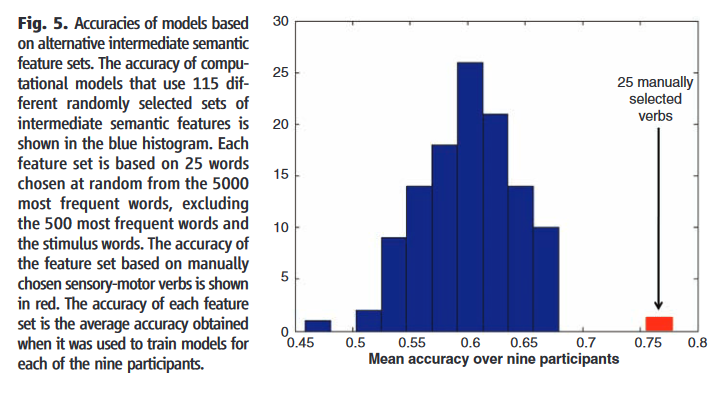 Fig. 5. Accuracies of models based
on alternative intermediate semantic
feature sets. The accuracy of compu-
tational models that use 115 dif-
ferent randomly selected sets of
intermediate semantic features is
shown in the blue histogram. Each
feature set is based on 25 words
chosen at random from the 5000
most frequent words, excluding
the 500 most frequent words and
the stimulus words. The accuracy of
the feature set based on manually
chosen sensory-motor verbs is shown
in red. The accuracy of each feature
set is the average accuracy obtained
when it was used to train models for
each of the nine participants.
30
25
20
15
10
5
0
25 manually
selected
verbs
0.45 0.5 0.55 0.6 0.65 0.7 0.75 0.8
Mean accuracy over nine participants